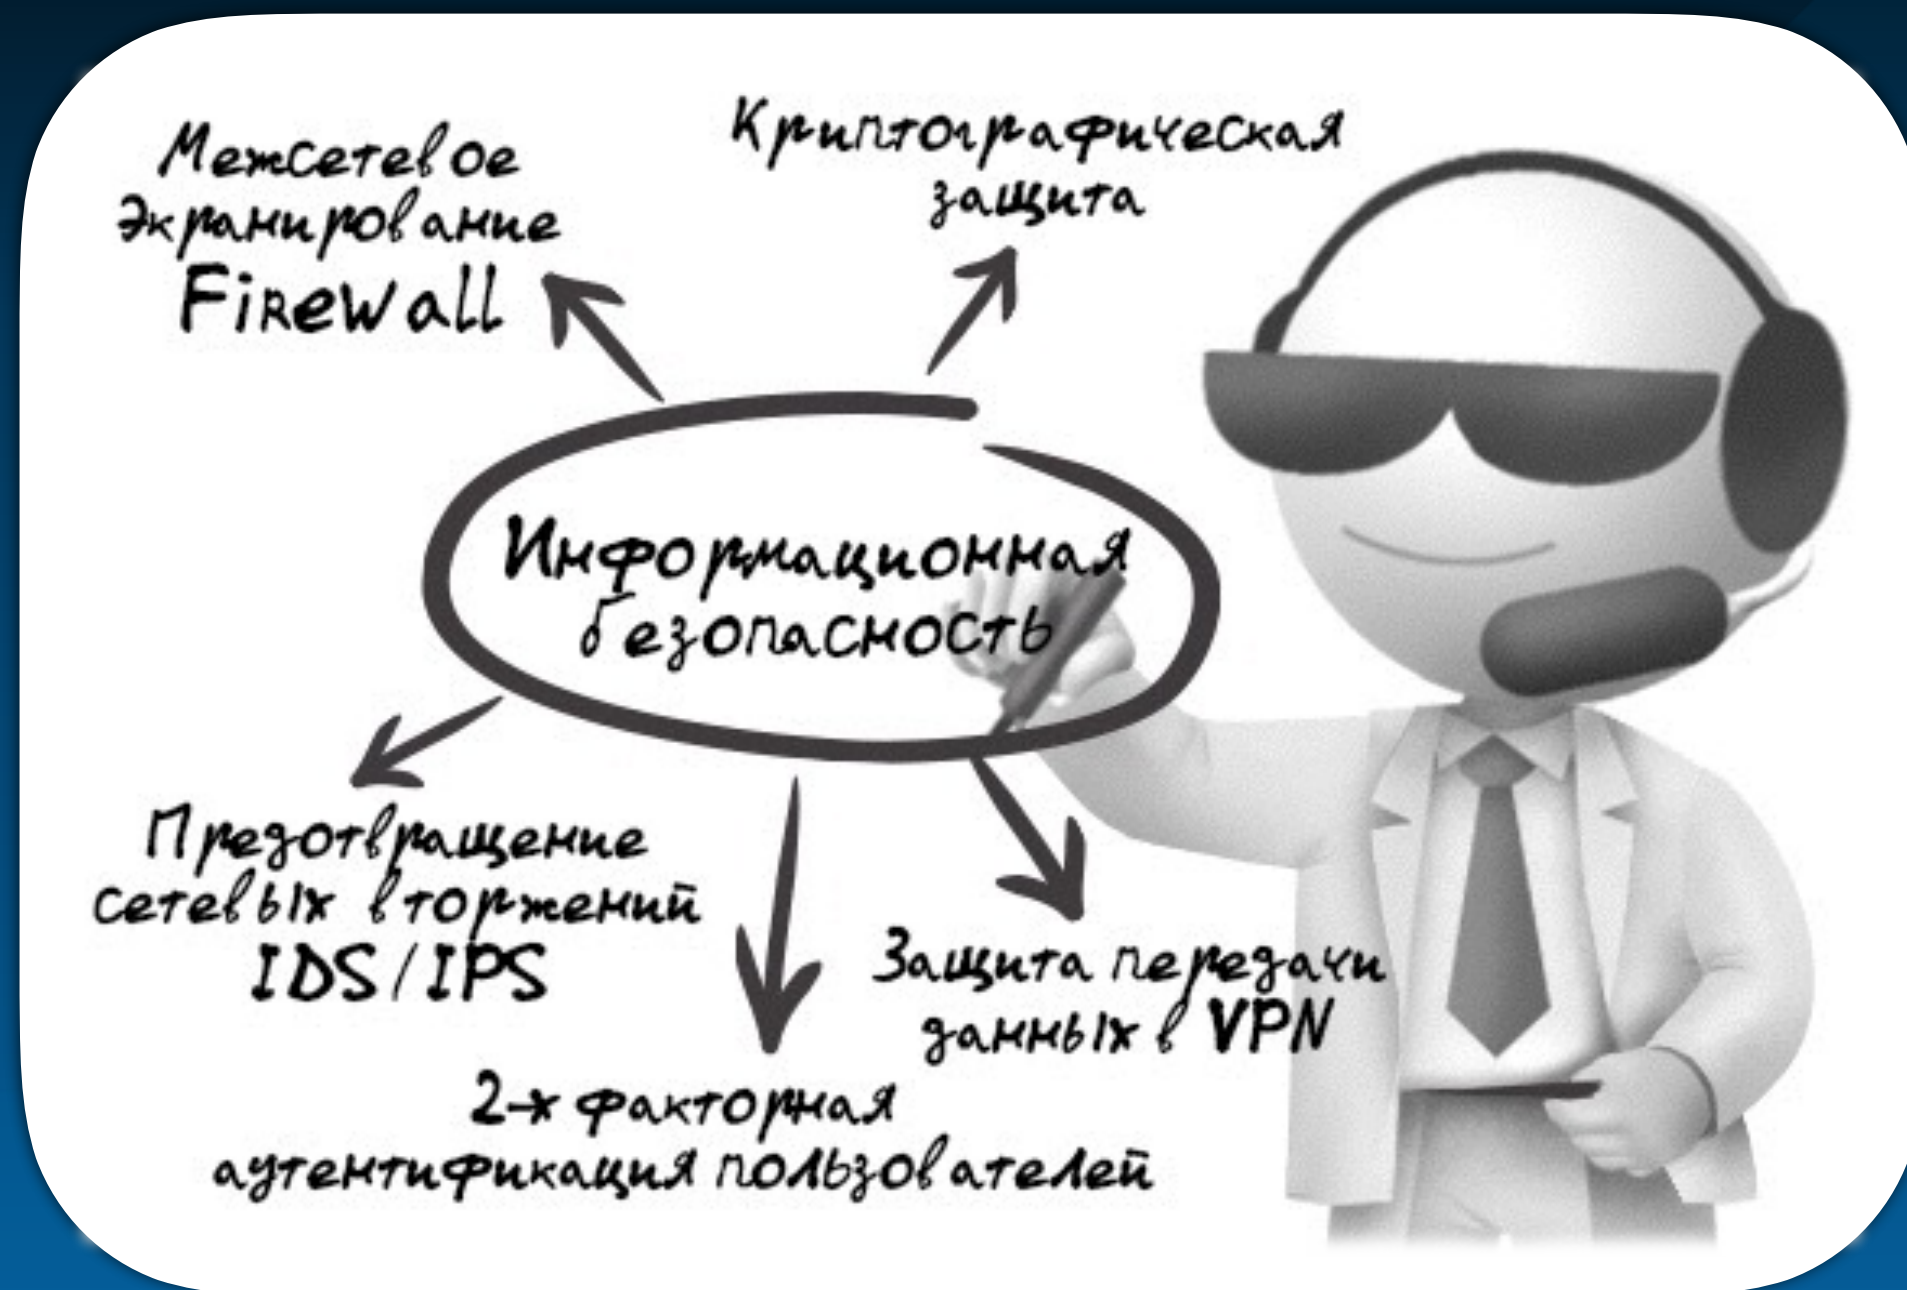 Межсетевое
Экранирование
Firewall
Криптографическая
защита
Информационная
безопасность
Предотвращение
сетевых вторжений
IDS/IPS
2-х факторная
аутентификация пользователей
Защита передачи
данных в VPN